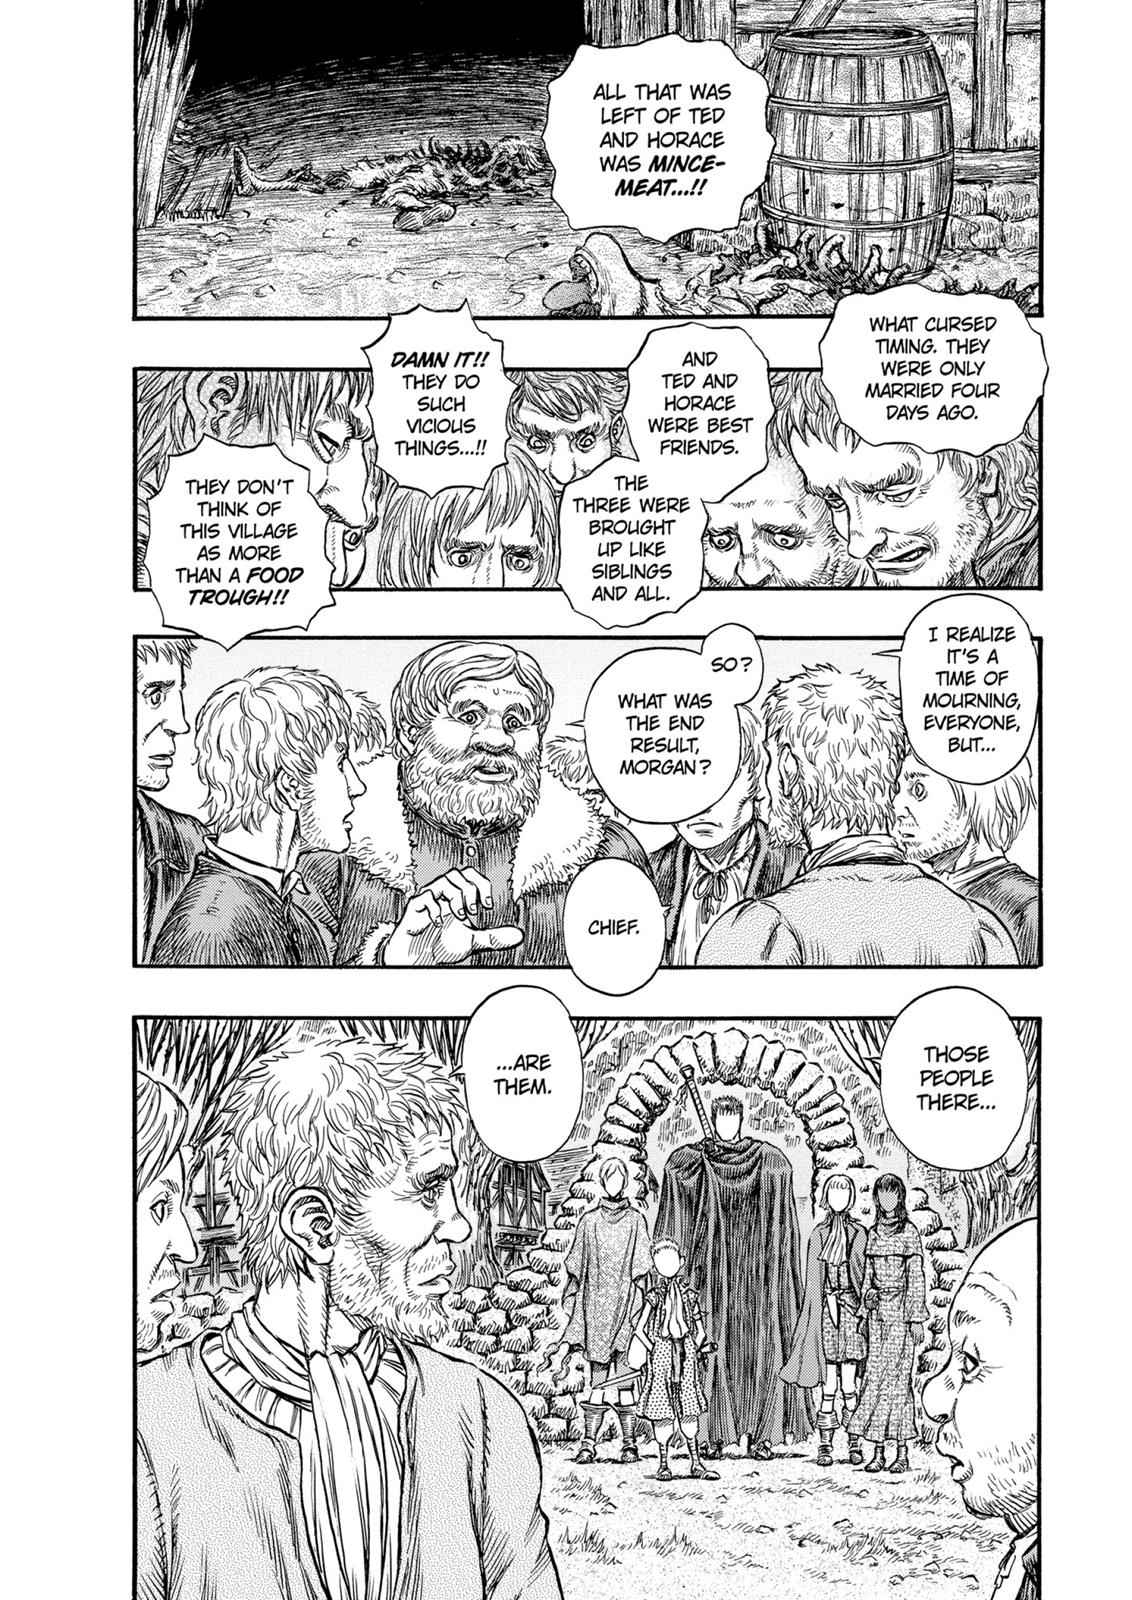 ALL THAT WAS
LEFT OF TED
AND HORACE
WAS MINCE-
MEAT...!!
WHAT CURSED
TIMING. THEY
WERE ONLY
MARRIED FOUR
DAYS AGO.
AND
TED AND
HORACE
WERE BEST
FRIENDS.
THE
THREE WERE
BROUGHT
UP LIKE
SIBLINGS
AND ALL.
DAMN IT!!
THEY DO
SUCH
VICIOUS
THINGS...!!
THEY DON'T
THINK OF
THIS VILLAGE
AS MORE
THAN A FOOD
TROUGH!!
I REALIZE
IT'S A
TIME OF
MOURNING,
EVERYONE,
BUT...
SO?
WHAT WAS
THE END
RESULT,
MORGAN?
CHIEF.
THOSE
PEOPLE
THERE...
...ARE
THEM.